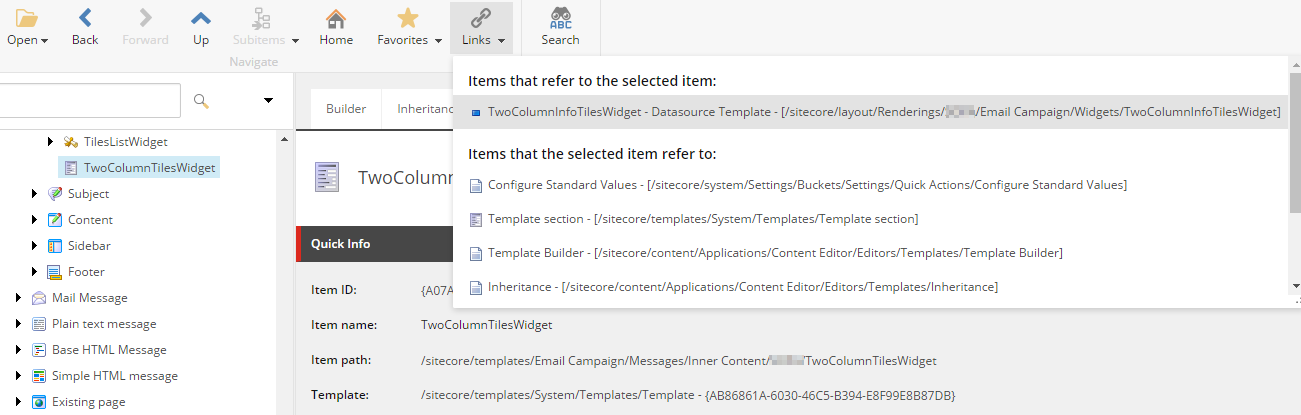 Open
Back
Forward
Up
Subitems
Home
Favorites
Links
ABC
Search
Navigate
Items that refer to the selected item:
TwoColumnInfoTilesWidget - Datasource Template - [/sitecore/layout/Renderings/ /Email Campaign/Widgets/TwoColumnInfoTilesWidget]
Items that the selected item refer to:
Configure Standard Values - [/sitecore/system/Settings/Buckets/Settings/Quick Actions/Configure Standard Values]
Template section - [/sitecore/templates/System/Templates/Template section]
Template Builder - [/sitecore/content/Applications/Content Editor/Editors/Templates/Template Builder]
Inheritance - [/sitecore/content/Applications/Content Editor/Editors/Templates/Inheritance]
TilesListWidget
TwoColumnTilesWidget
Subject
Content
Sidebar
Footer
Mail Message
Plain text message
Base HTML Message
Simple HTML message
Existing page
Builder
Inheritanc
TwoColumn
Quick Info
Item ID: {A07A
Item name: TwoColumnTilesWidget
Item path: /sitecore/templates/Email Campaign/Messages/Inner Content/ TwoColumnTilesWidget
Template: /sitecore/templates/System/Templates/Template - {AB86861A-6030-46C5-B394-E8F99E8B87DB}